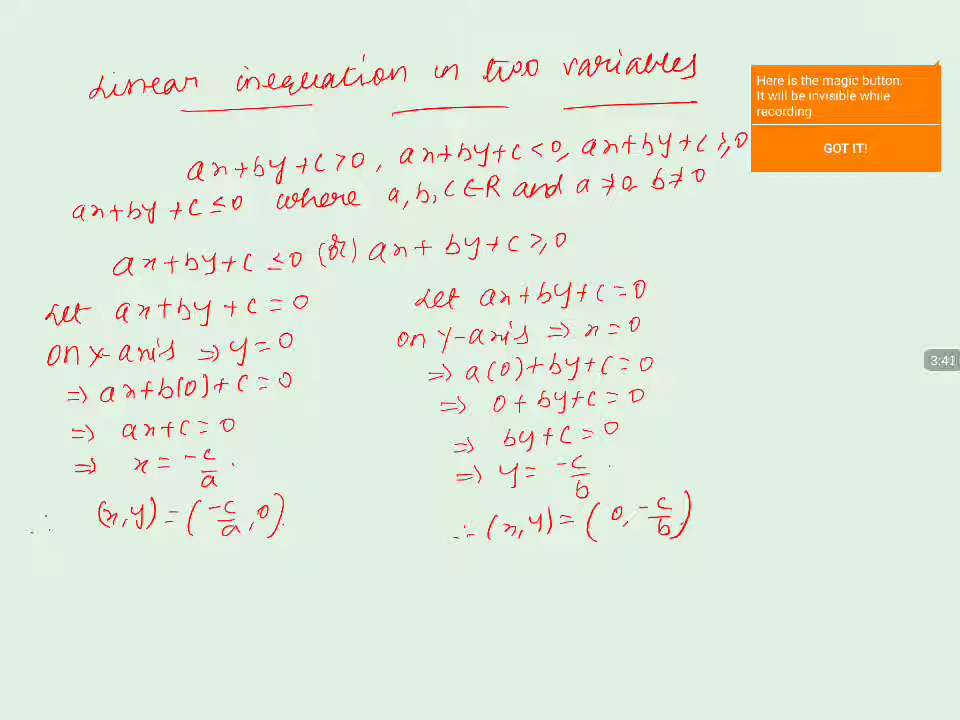 Linear inequation in two variables
ax+by+c>0, ax+by+c<0, ax+by+c≥0
ax+by+c≤0 where a,b,c∈R and a≠0 b≠0
ax+by+c≤0 (or) ax+by+c≥0
Let ax+by+c=0
on x-axis ⇒ y=0
⇒ ax+b(0)+c=0
⇒ ax+c=0
⇒ x = -c/a.
∴ (x,y)=(-c/a, 0).
Let ax+by+c=0
on y-axis ⇒ x=0
⇒ a(0)+by+c=0
⇒ 0+by+c=0
⇒ by+c=0
⇒ y = -c/b.
∴ (x,y)=(0, -c/b)
Here is the magic button.
It will be invisible while
recording
GOT IT!
3:41